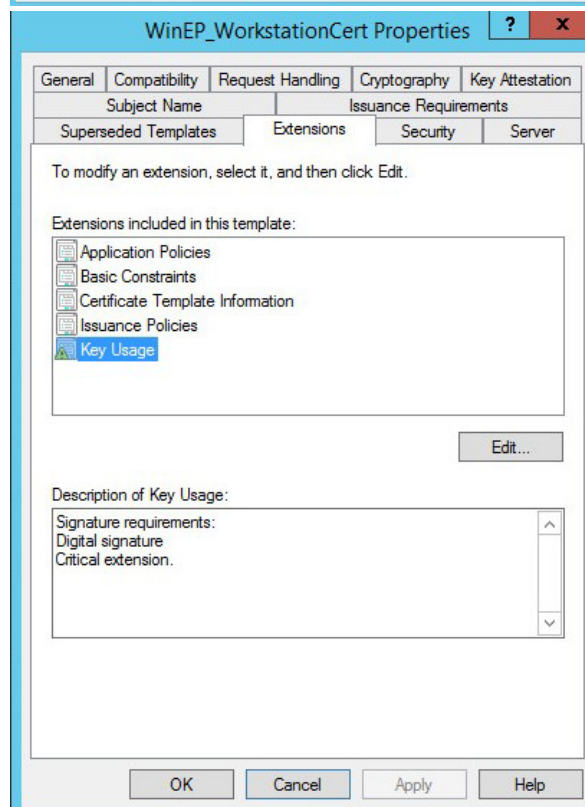 WinEP_WorkstationCert Properties ? x
General Compatibility Request Handling Cryptography Key Attestation
Subject Name Issuance Requirements
Superseded Templates Extensions Security Server
To modify an extension, select it, and then click Edit.
Extensions included in this template:
Application Policies
Basic Constraints
Certificate Template Information
Issuance Policies
Key Usage
Edit...
Description of Key Usage:
Signature requirements:
Digital signature
Critical extension.
OK Cancel Apply Help